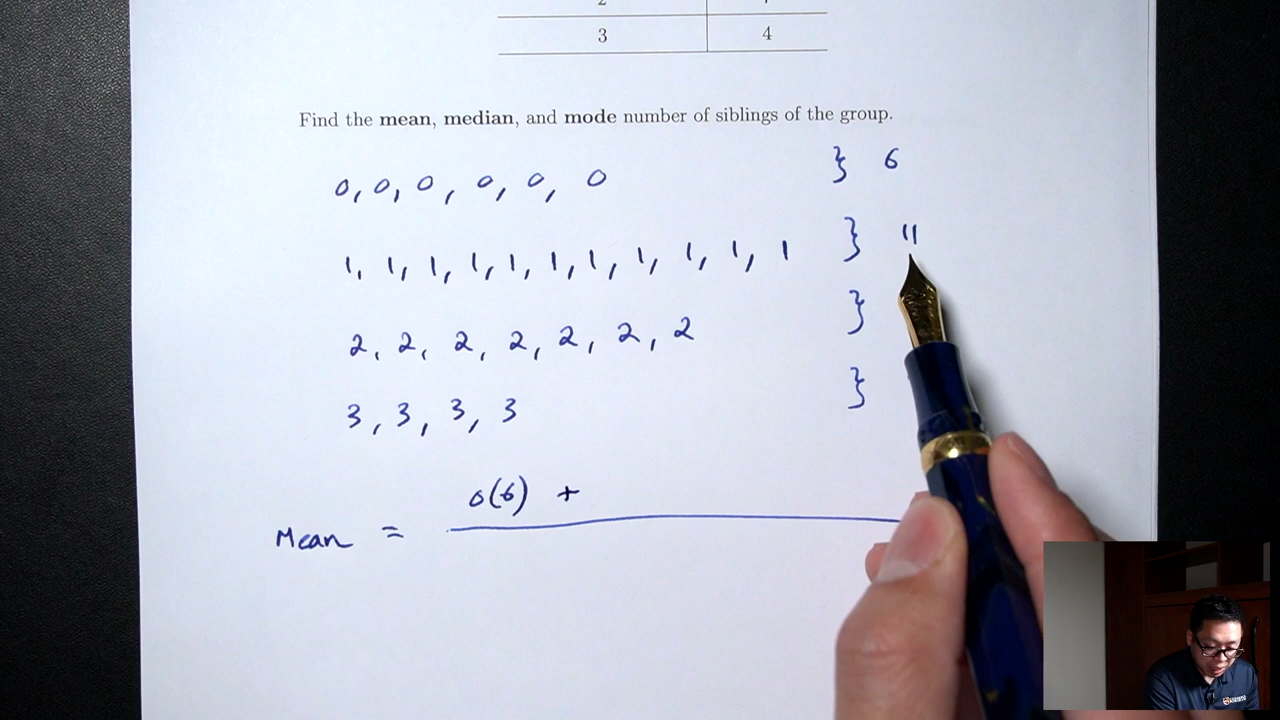 3 4
Find the mean, median, and mode number of siblings of the group.
0, 0, 0, 0, 0, 0 } 6
1, 1, 1, 1, 1, 1, 1, 1, 1, 1, 1 } 11
2, 2, 2, 2, 2, 2, 2 }
3, 3, 3, 3 }
0(6) +
Mean =